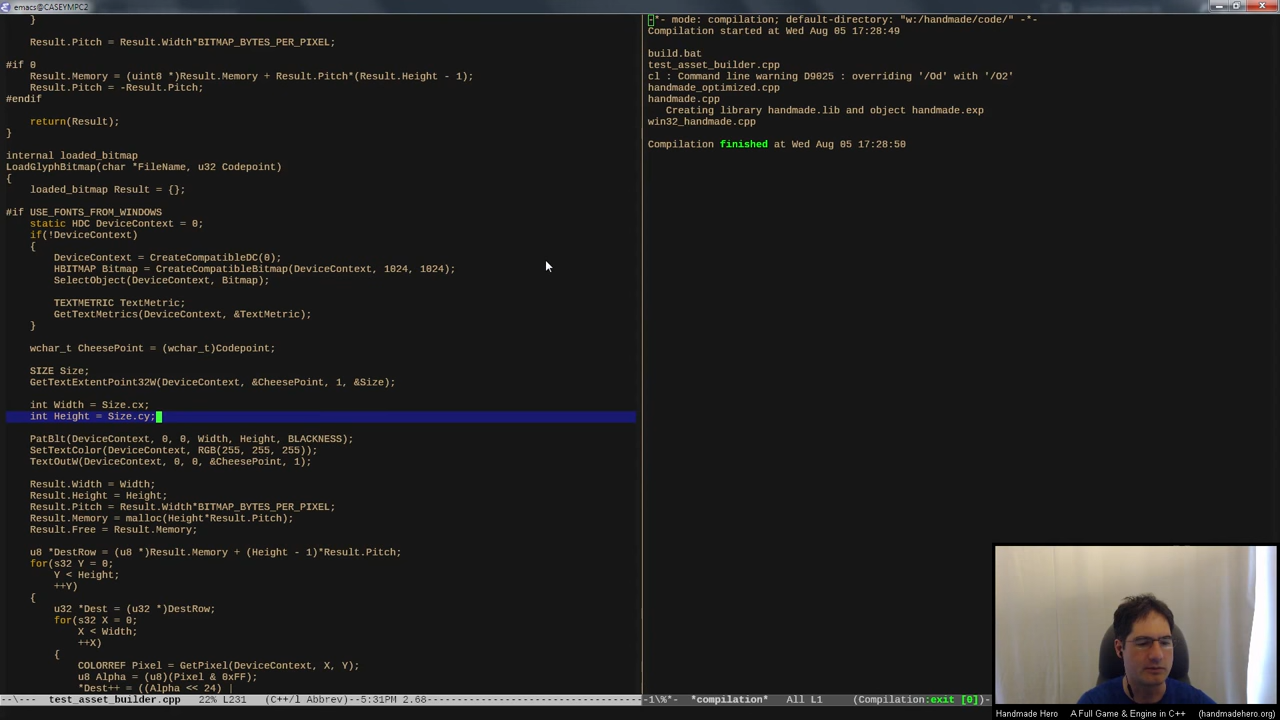 emacs@CASEYMPC2
}
Result.Pitch = Result.Width*BITMAP_BYTES_PER_PIXEL;
#if 0
Result.Memory = (uint8 *)Result.Memory + Result.Pitch*(Result.Height - 1);
Result.Pitch = -Result.Pitch;
#endif
return(Result);
}
internal loaded_bitmap
LoadGlyphBitmap(char *FileName, u32 Codepoint)
{
loaded_bitmap Result = {};
#if USE_FONTS_FROM_WINDOWS
static HDC DeviceContext = 0;
if(!DeviceContext)
{
DeviceContext = CreateCompatibleDC(0);
HBITMAP Bitmap = CreateCompatibleBitmap(DeviceContext, 1024, 1024);
SelectObject(DeviceContext, Bitmap);
TEXTMETRIC TextMetric;
GetTextMetrics(DeviceContext, &TextMetric);
}
wchar_t CheesePoint = (wchar_t)Codepoint;
SIZE Size;
GetTextExtentPoint32W(DeviceContext, &CheesePoint, 1, &Size);
int Width = Size.cx;
int Height = Size.cy;
PatBlt(DeviceContext, 0, 0, Width, Height, BLACKNESS);
SetTextColor(DeviceContext, RGB(255, 255, 255));
TextOutW(DeviceContext, 0, 0, &CheesePoint, 1);
Result.Width = Width;
Result.Height = Height;
Result.Pitch = Result.Width*BITMAP_BYTES_PER_PIXEL;
Result.Memory = malloc(Height*Result.Pitch);
Result.Free = Result.Memory;
u8 *DestRow = (u8 *)Result.Memory + (Height - 1)*Result.Pitch;
for(s32 Y = 0;
Y < Height;
++Y)
{
u32 *Dest = (u32 *)DestRow;
for(s32 X = 0;
X < Width;
++X)
{
COLORREF Pixel = GetPixel(DeviceContext, X, Y);
u8 Alpha = (u8)(Pixel & 0xFF);
*Dest++ = ((Alpha << 24) |
--\--- test_asset_builder.cpp 22% L231 (C++/l Abbrev)--5:31PM 2.68---
-*- mode: compilation; default-directory: "w:/handmade/code/" -*-
Compilation started at Wed Aug 05 17:28:49
build.bat
test_asset_builder.cpp
cl : Command line warning D9025 : overriding '/Od' with '/O2'
handmade_optimized.cpp
handmade.cpp
Creating library handmade.lib and object handmade.exp
win32_handmade.cpp
Compilation finished at Wed Aug 05 17:28:50
-1\%*- *compilation* All L1 (Compilation:exit [0])-
Handmade Hero A Full Game & Engine in C++ (handmadehero.org)